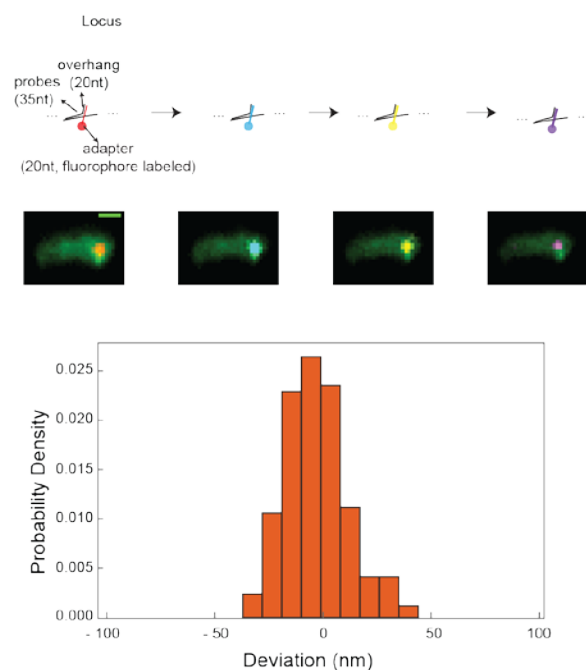 Locus
overhang
(20nt)
probes
(35nt)
... ... ... ... ...
adapter
(20nt, fluorophore labeled)
Probability Density
0.025
0.020
0.015
0.010
0.005
0.000
- 100 - 50 0 50 100
Deviation (nm)